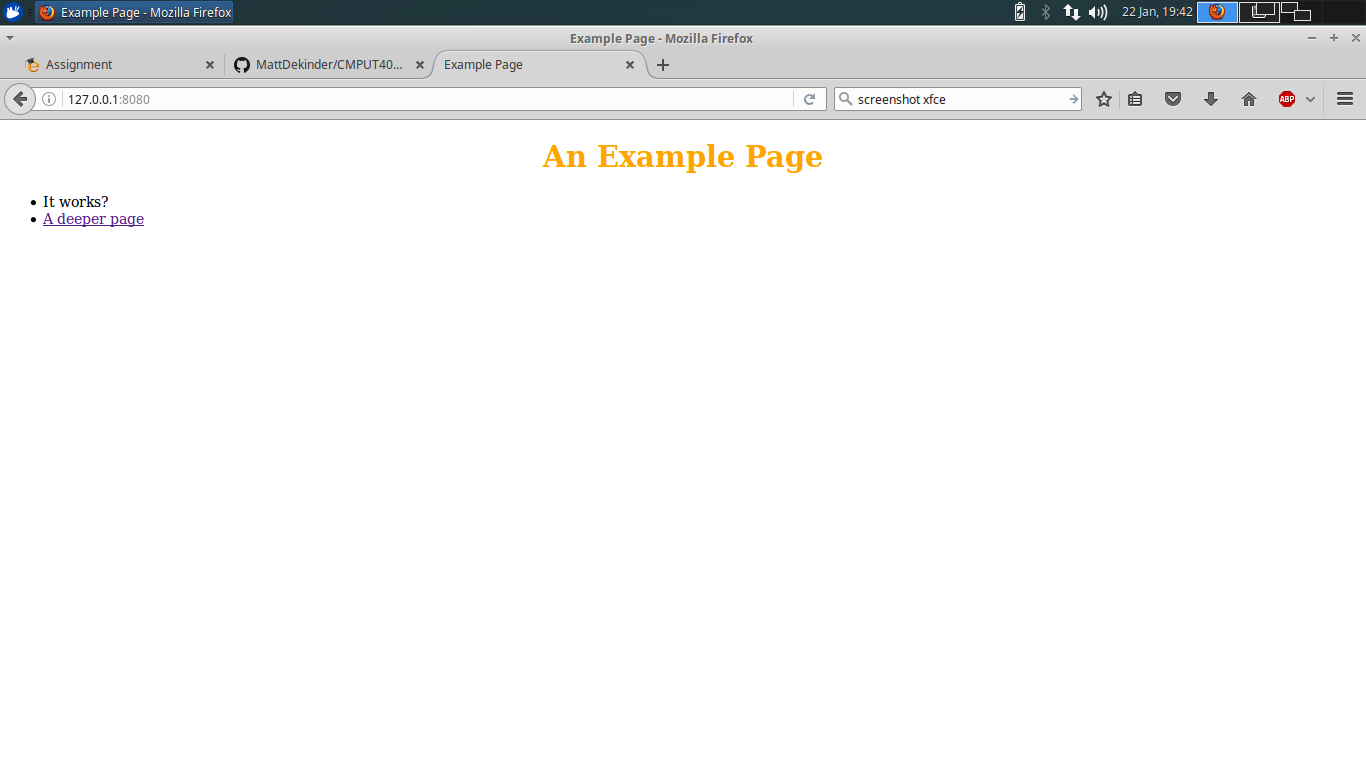 Example Page - Mozilla Firefox
22 Jan, 19:42
Example Page - Mozilla Firefox
Assignment
MattDekinder/CMPUT40...
Example Page
127.0.0.1:8080
screenshot xfce
ABP
An Example Page
• It works?
• A deeper page